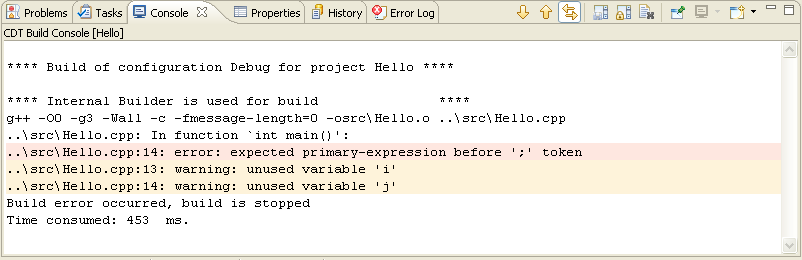 Problems Tasks Console Properties History Error Log
CDT Build Console [Hello]
**** Build of configuration Debug for project Hello ****
**** Internal Builder is used for build ****
g++ -O0 -g3 -Wall -c -fmessage-length=0 -osrc\Hello.o ..\src\Hello.cpp
..\src\Hello.cpp: In function `int main()':
..\src\Hello.cpp:14: error: expected primary-expression before ';' token
..\src\Hello.cpp:13: warning: unused variable 'i'
..\src\Hello.cpp:14: warning: unused variable 'j'
Build error occurred, build is stopped
Time consumed: 453 ms.